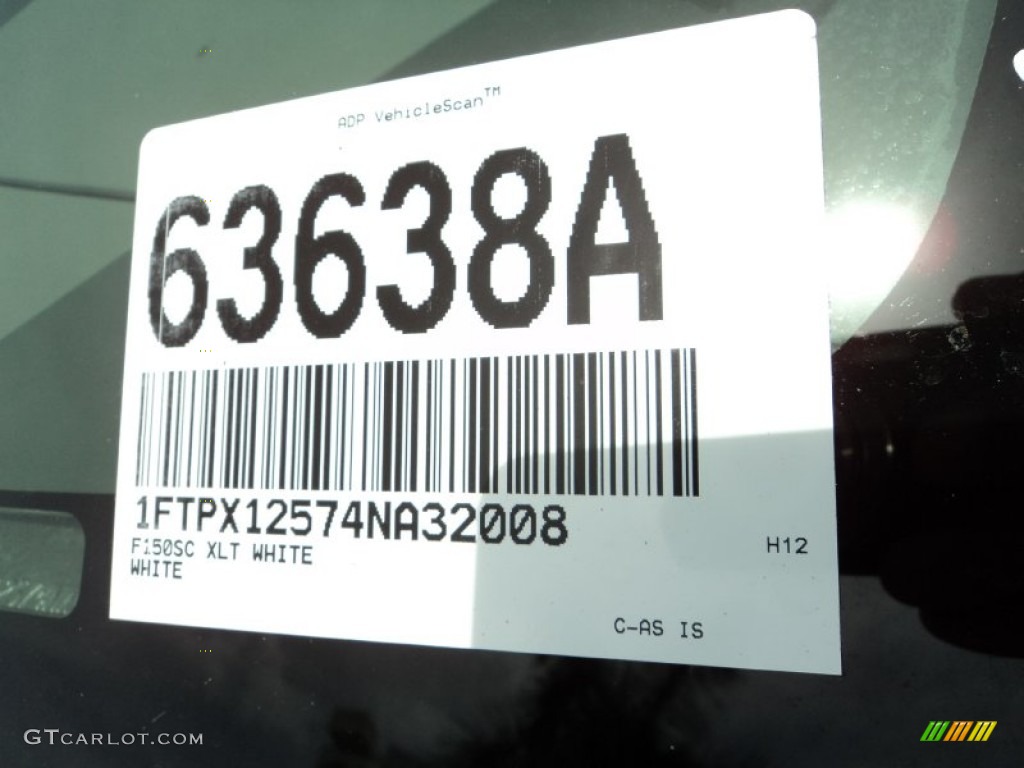 ADP VehicleScan™
63638A
1FTPX12574NA32008
F150SC XLT WHITE
WHITE
H12
C-AS IS
GTCARLOT.COM